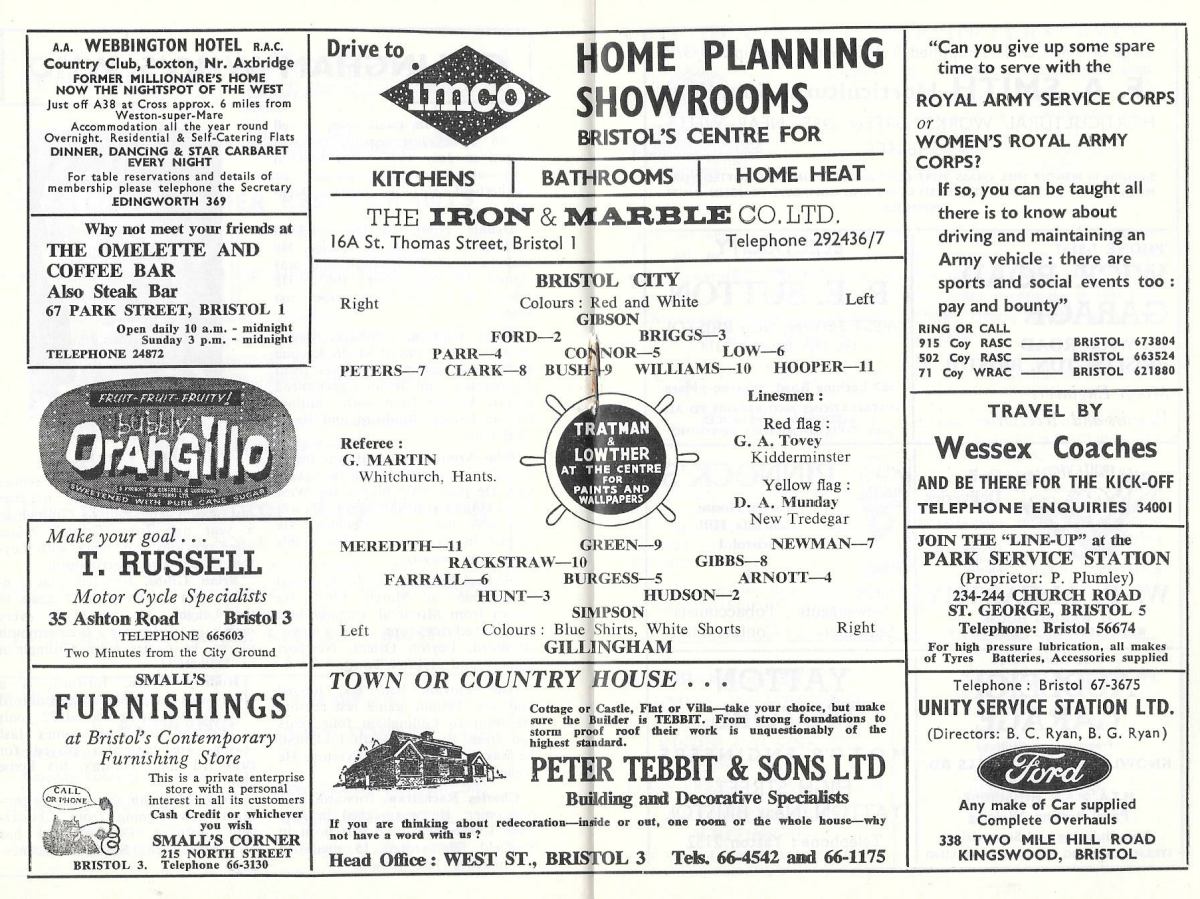 A.A. WEBBINGTON HOTEL R.A.C.
Country Club, Loxton, Nr. Axbridge
FORMER MILLIONAIRE'S HOME
NOW THE NIGHTSPOT OF THE WEST
Just off A38 at Cross approx. 6 miles from
Weston-super-Mare
Accommodation all the year round
Overnight. Residential & Self-Catering Flats
DINNER, DANCING & STAR CARBARET
EVERY NIGHT
For table reservations and details of
membership please telephone the Secretary
EDINGWORTH 369
Why not meet your friends at
THE OMELETTE AND
COFFEE BAR
Also Steak Bar
67 PARK STREET, BRISTOL 1
Open daily 10 a.m. - midnight
Sunday 3 p.m. - midnight
TELEPHONE 24872
FRUIT-FRUIT-FRUITY!
bubbly
Orangillo
SWEETENED WITH PURE CANE SUGAR
Make your goal . . .
T. RUSSELL
Motor Cycle Specialists
35 Ashton Road Bristol 3
TELEPHONE 665603
Two Minutes from the City Ground
SMALL'S
FURNISHINGS
at Bristol's Contemporary
Furnishing Store
This is a private enterprise
store with a personal
interest in all its customers
Cash Credit or whichever
you wish
CALL
OR PHONE
SMALL'S CORNER
215 NORTH STREET
BRISTOL 3. Telephone 66-3130
Drive to
imco
HOME PLANNING
SHOWROOMS
BRISTOL'S CENTRE FOR
KITCHENS BATHROOMS HOME HEAT
THE IRON & MARBLE CO. LTD.
16A St. Thomas Street, Bristol 1 Telephone 292436/7
BRISTOL CITY
Right Colours : Red and White Left
GIBSON
FORD—2 BRIGGS—3
PARR—4 CONNOR—5 LOW—6
PETERS—7 CLARK—8 BUSH—9 WILLIAMS—10 HOOPER—11
Referee :
G. MARTIN
Whitchurch, Hants.
TRATMAN
&
LOWTHER
AT THE CENTRE
FOR
PAINTS AND
WALLPAPERS
Linesmen :
Red flag :
G. A. Tovey
Kidderminster
Yellow flag :
D. A. Munday
New Tredegar
MEREDITH—11 GREEN—9 NEWMAN—7
RACKSTRAW—10 GIBBS—8
FARRALL—6 BURGESS—5 ARNOTT—4
HUNT—3 HUDSON—2
SIMPSON
Left Colours : Blue Shirts, White Shorts Right
GILLINGHAM
TOWN OR COUNTRY HOUSE . . .
Cottage or Castle, Flat or Villa—take your choice, but make
sure the Builder is TEBBIT. From strong foundations to
storm proof roof their work is unquestionably of the
highest standard.
PETER TEBBIT & SONS LTD
Building and Decorative Specialists
If you are thinking about redecoration—inside or out, one room or the whole house—why
not have a word with us ?
Head Office : WEST ST., BRISTOL 3 Tels. 66-4542 and 66-1175
"Can you give up some spare
time to serve with the
ROYAL ARMY SERVICE CORPS
or
WOMEN'S ROYAL ARMY
CORPS?
If so, you can be taught all
there is to know about
driving and maintaining an
Army vehicle : there are
sports and social events too :
pay and bounty"
RING OR CALL
915 Coy RASC —— BRISTOL 673804
502 Coy RASC —— BRISTOL 663524
71 Coy WRAC —— BRISTOL 621880
TRAVEL BY
Wessex Coaches
AND BE THERE FOR THE KICK-OFF
TELEPHONE ENQUIRIES 34001
JOIN THE "LINE-UP" at the
PARK SERVICE STATION
(Proprietor: P. Plumley)
234-244 CHURCH ROAD
ST. GEORGE, BRISTOL 5
Telephone: Bristol 56674
For high pressure lubrication, all makes
of Tyres Batteries, Accessories supplied
Telephone : Bristol 67-3675
UNITY SERVICE STATION LTD.
(Directors: B. C. Ryan, B. G. Ryan)
Ford
Any make of Car supplied
Complete Overhauls
338 TWO MILE HILL ROAD
KINGSWOOD, BRISTOL